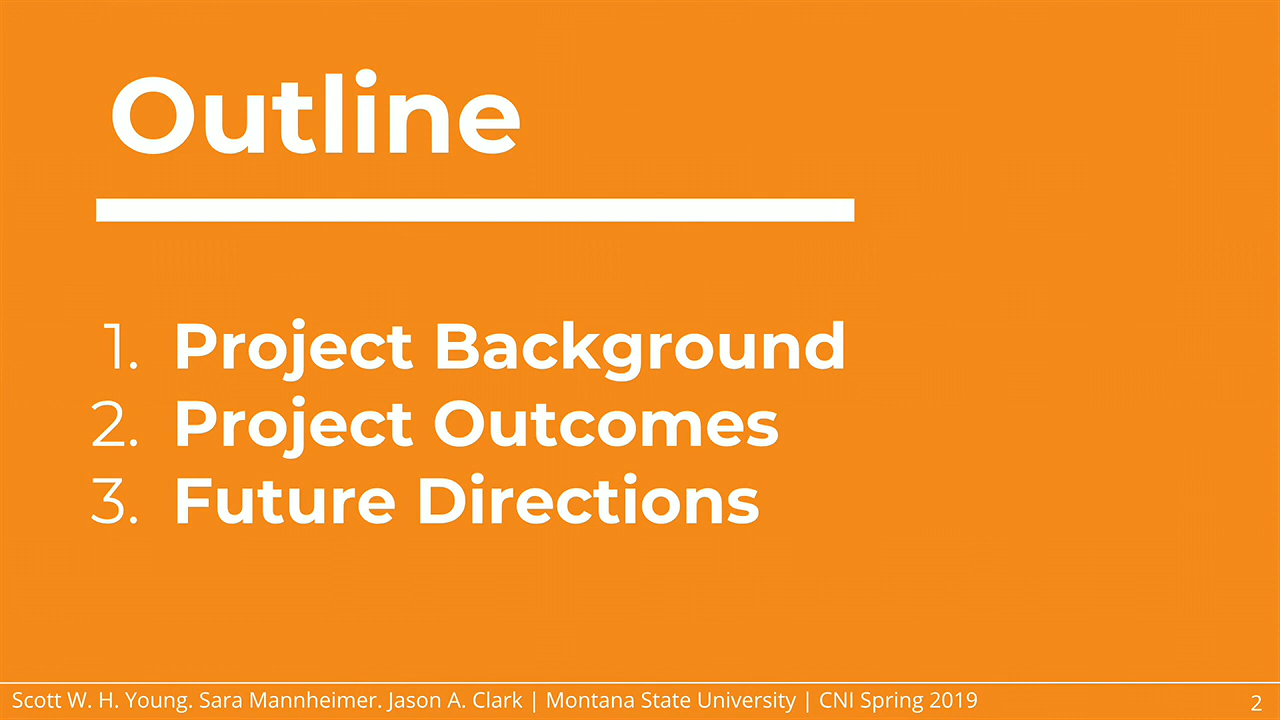 Outline
1. Project Background
2. Project Outcomes
3. Future Directions
Scott W. H. Young. Sara Mannheimer. Jason A. Clark | Montana State University | CNI Spring 2019
2